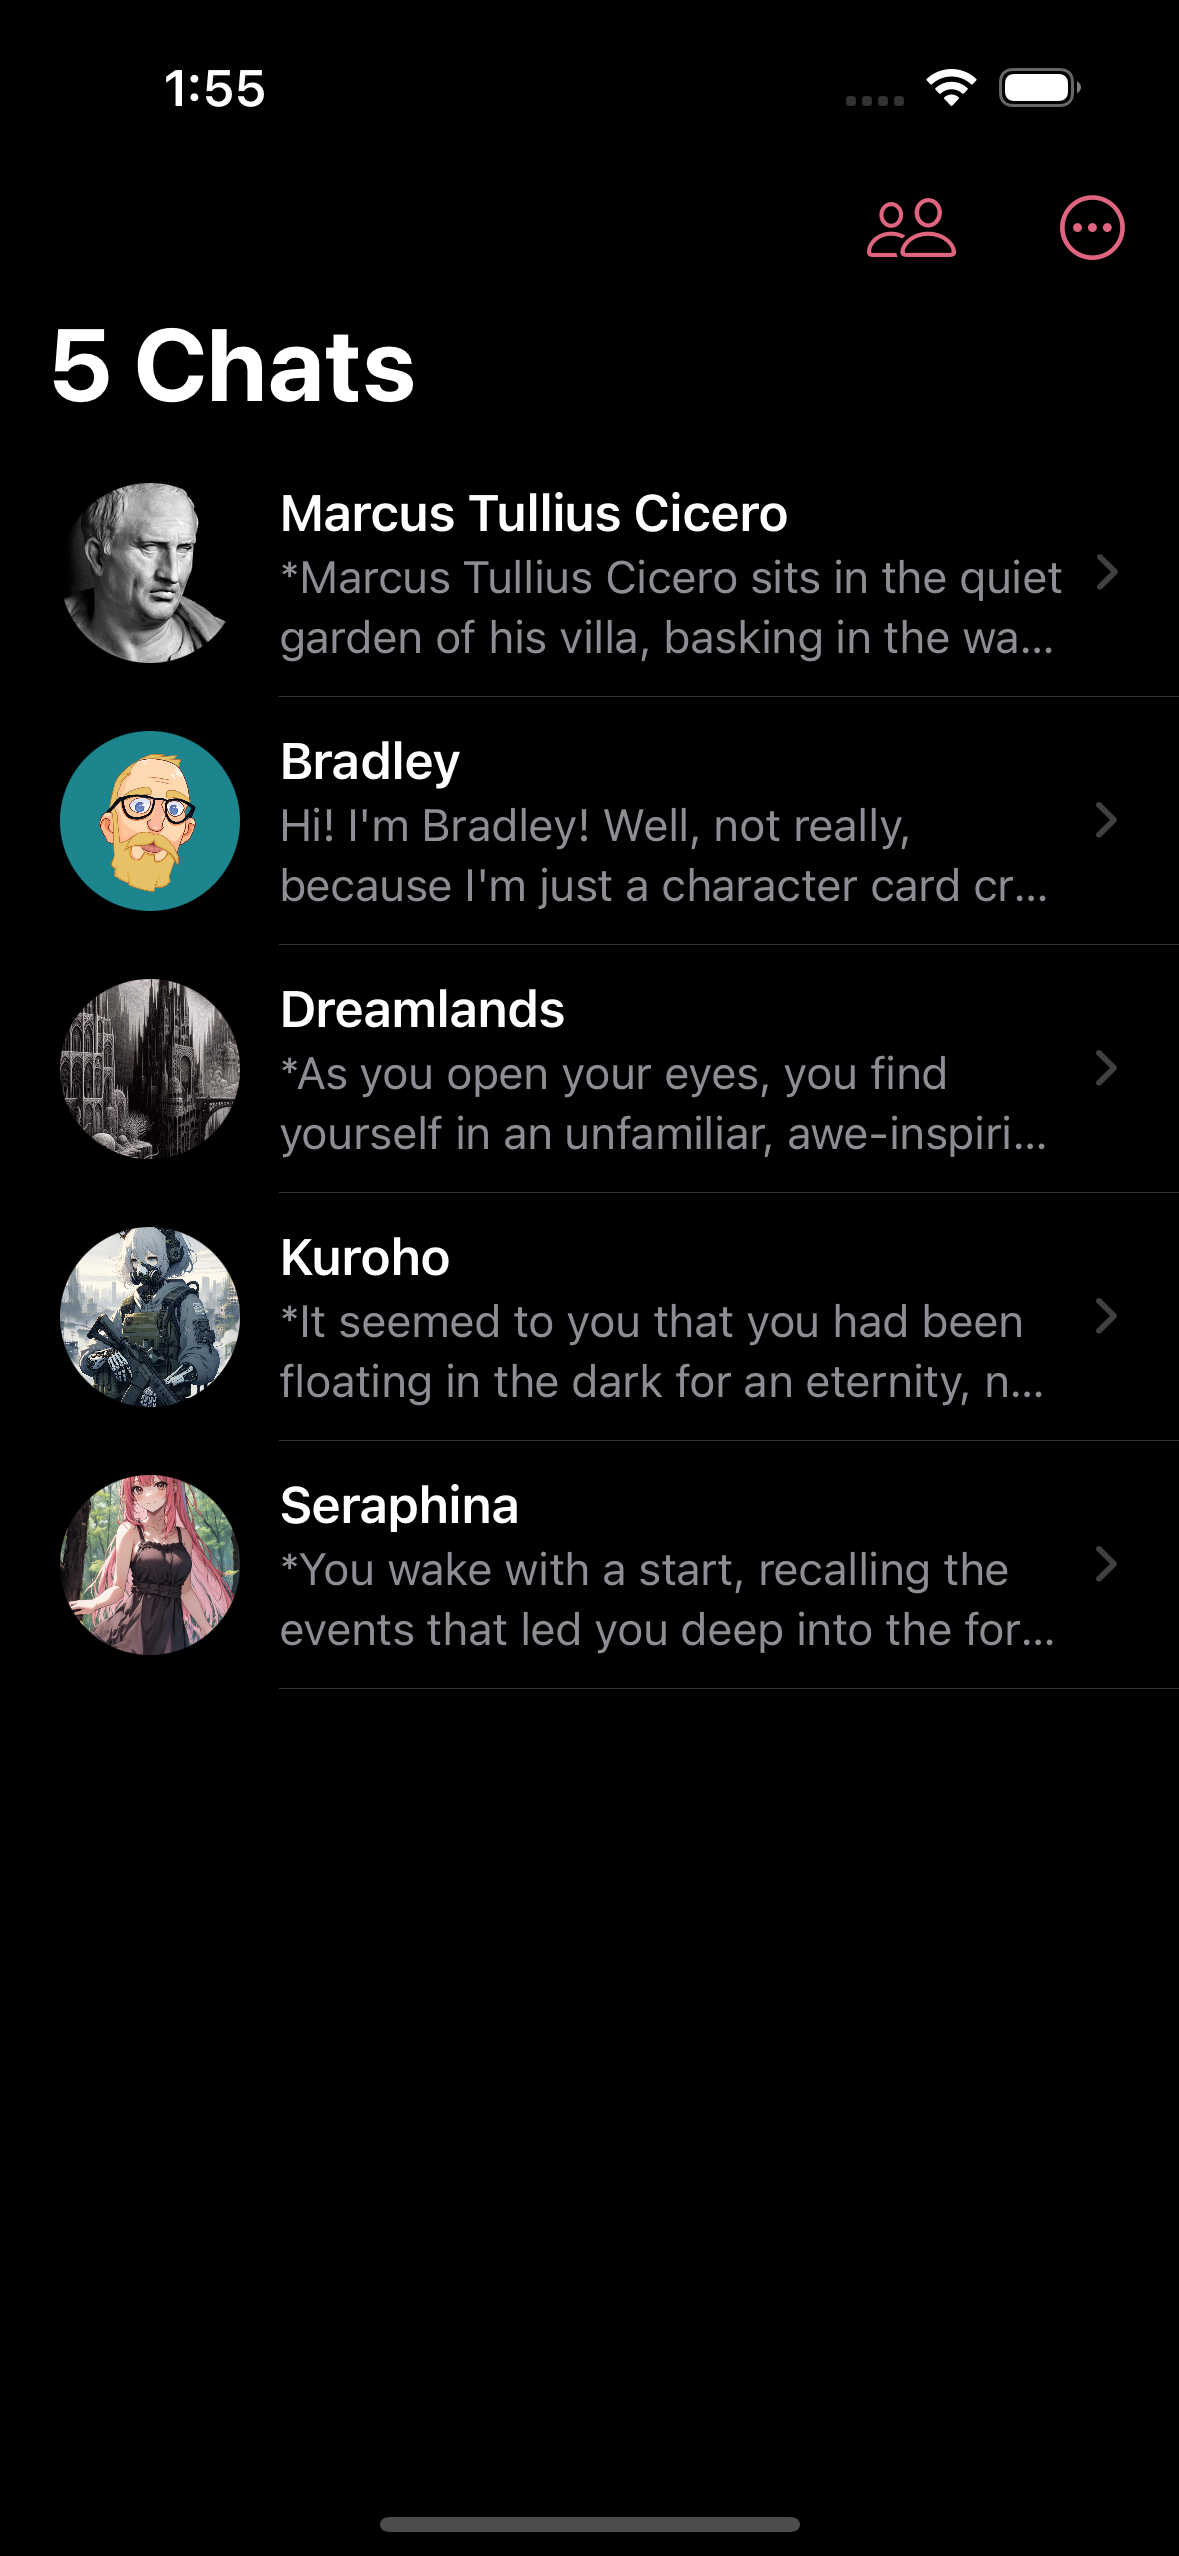 1:55
5 Chats
Marcus Tullius Cicero
*Marcus Tullius Cicero sits in the quiet
garden of his villa, basking in the wa...
Bradley
Hi! I'm Bradley! Well, not really,
because I'm just a character card cr...
Dreamlands
*As you open your eyes, you find
yourself in an unfamiliar, awe-inspiri...
Kuroho
*It seemed to you that you had been
floating in the dark for an eternity, n...
Seraphina
*You wake with a start, recalling the
events that led you deep into the for...